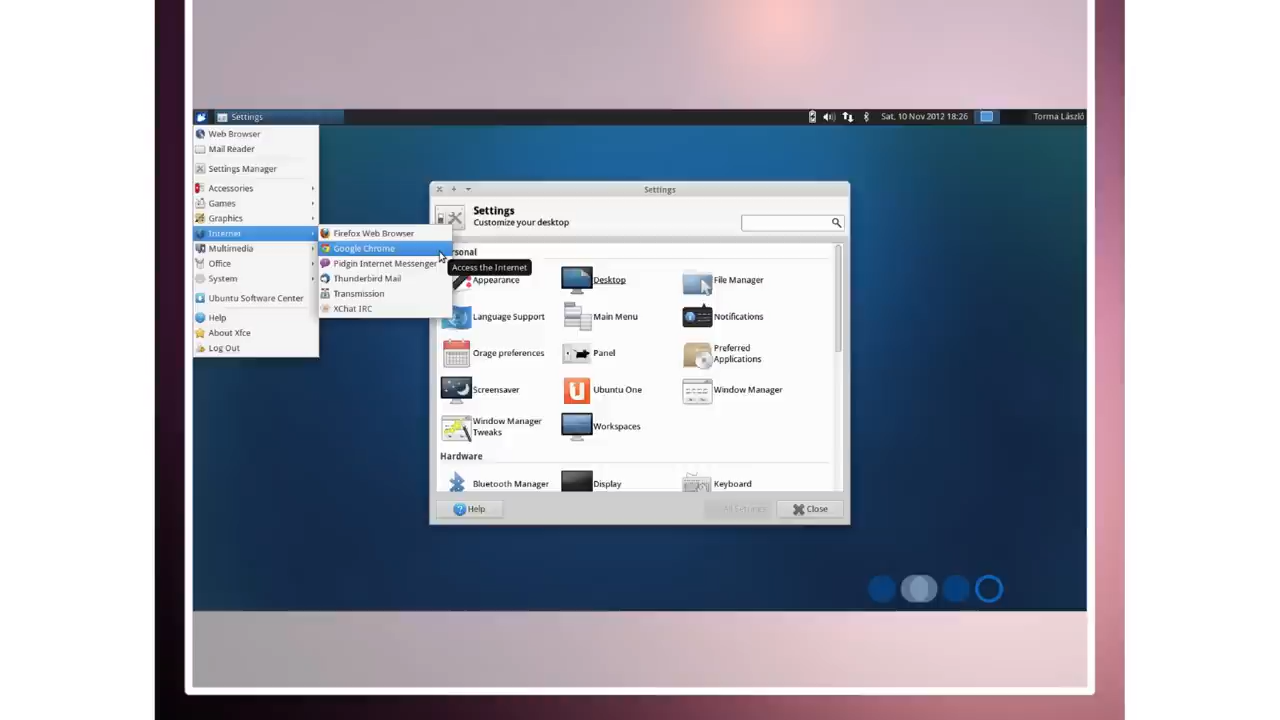 Settings
Sat, 10 Nov 2012 18:26
Torma László
Web Browser
Mail Reader
Settings Manager
Accessories
Games
Graphics
Internet
Multimedia
Office
System
Ubuntu Software Center
Help
About Xfce
Log Out
Firefox Web Browser
Google Chrome
Pidgin Internet Messenger
Thunderbird Mail
Transmission
XChat IRC
Access the Internet
Settings
Settings
Customize your desktop
rsonal
Appearance
Desktop
File Manager
Language Support
Main Menu
Notifications
Orage preferences
Panel
Preferred
Applications
Screensaver
Ubuntu One
Window Manager
Window Manager
Tweaks
Workspaces
Hardware
Bluetooth Manager
Display
Keyboard
Help
All Settings
Close